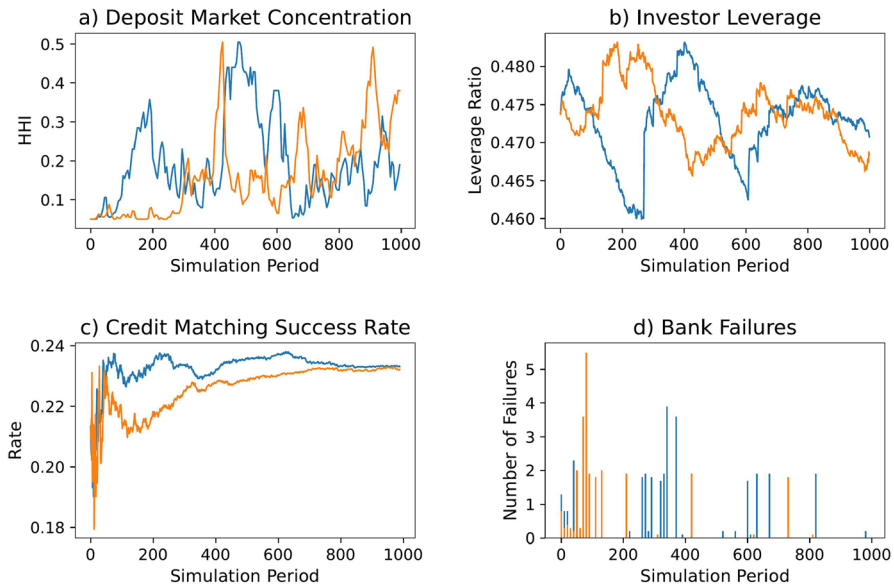 a) Deposit Market Concentration
0.5
0.4
0.3
0.2
0.1
HHI
0 200 400 600 800 1000
Simulation Period
b) Investor Leverage
0.480
0.475
0.470
0.465
0.460
Leverage Ratio
0 200 400 600 800 1000
Simulation Period
c) Credit Matching Success Rate
0.24
0.22
0.20
0.18
Rate
0 200 400 600 800 1000
Simulation Period
d) Bank Failures
5
4
3
2
1
0
Number of Failures
0 200 400 600 800 1000
Simulation Period